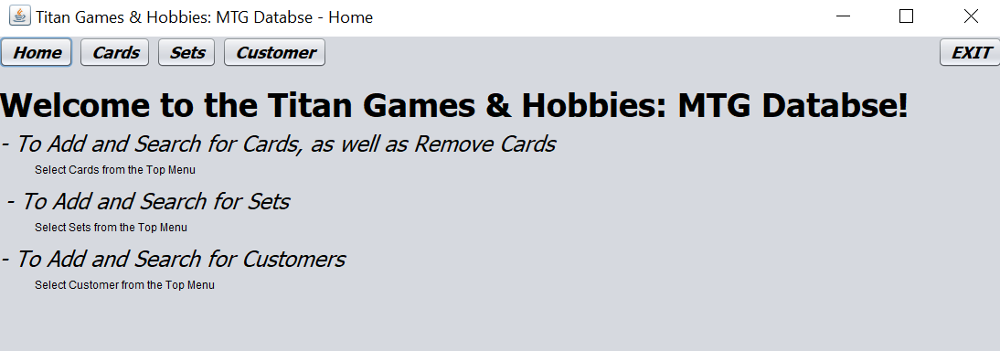 Titan Games & Hobbies: MTG Databse - Home
Home Cards Sets Customer EXIT
Welcome to the Titan Games & Hobbies: MTG Databse!
- To Add and Search for Cards, as well as Remove Cards
Select Cards from the Top Menu
- To Add and Search for Sets
Select Sets from the Top Menu
- To Add and Search for Customers
Select Customer from the Top Menu